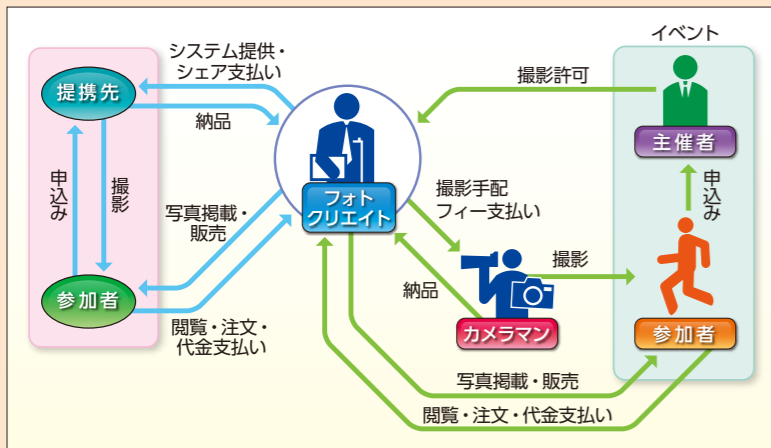 イベント
システム提供・
シェア支払い
提携先
納品
申込み
撮影
写真掲載・
販売
参加者
閲覧・注文・
代金支払い
フォト
クリエイト
撮影許可
主催者
申込み
撮影手配
フィー支払い
納品
撮影
カメラマン
参加者
写真掲載・販売
閲覧・注文・代金支払い